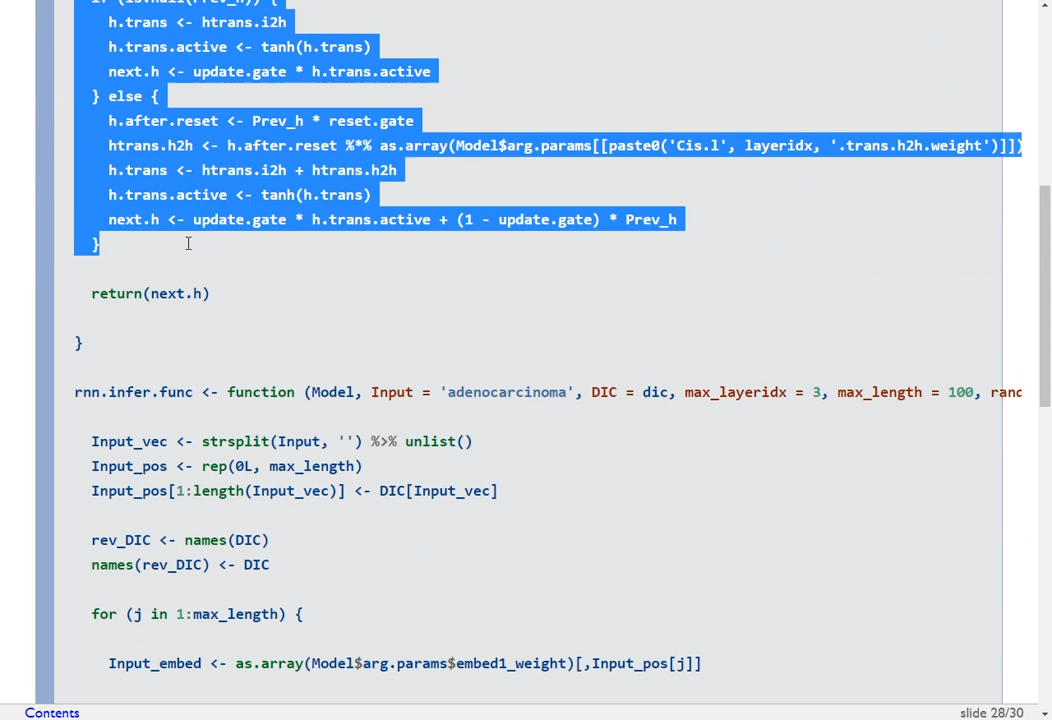 if (is.null(Prev_h)) {
h.trans <- htrans.i2h
h.trans.active <- tanh(h.trans)
next.h <- update.gate * h.trans.active
} else {
h.after.reset <- Prev_h * reset.gate
htrans.h2h <- h.after.reset %*% as.array(Model$arg.params[[paste0('Cis.l', layeridx, '.trans.h2h.weight')]])
h.trans <- htrans.i2h + htrans.h2h
h.trans.active <- tanh(h.trans)
next.h <- update.gate * h.trans.active + (1 - update.gate) * Prev_h
}
return(next.h)
}
rnn.infer.func <- function (Model, Input = 'adenocarcinoma', DIC = dic, max_layeridx = 3, max_length = 100, ranc
Input_vec <- strsplit(Input, '') %>% unlist()
Input_pos <- rep(0L, max_length)
Input_pos[1:length(Input_vec)] <- DIC[Input_vec]
rev_DIC <- names(DIC)
names(rev_DIC) <- DIC
for (j in 1:max_length) {
Input_embed <- as.array(Model$arg.params$embed1_weight)[,Input_pos[j]]
Contents
slide 28/30